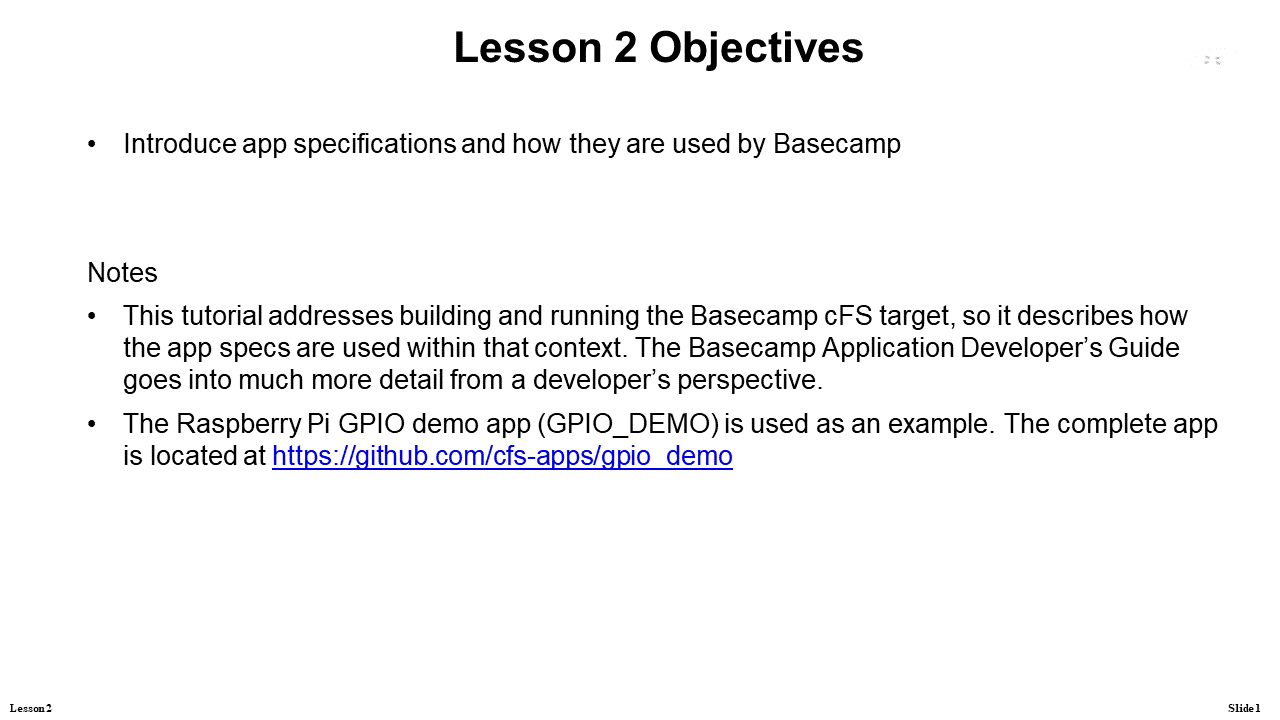 Lesson 2 Objectives
• Introduce app specifications and how they are used by Basecamp
Notes
• This tutorial addresses building and running the Basecamp cFS target, so it describes how
the app specs are used within that context. The Basecamp Application Developer’s Guide
goes into much more detail from a developer’s perspective.
• The Raspberry Pi GPIO demo app (GPIO_DEMO) is used as an example. The complete app
is located at https://github.com/cfs-apps/gpio_demo
Lesson 2
Slide 1